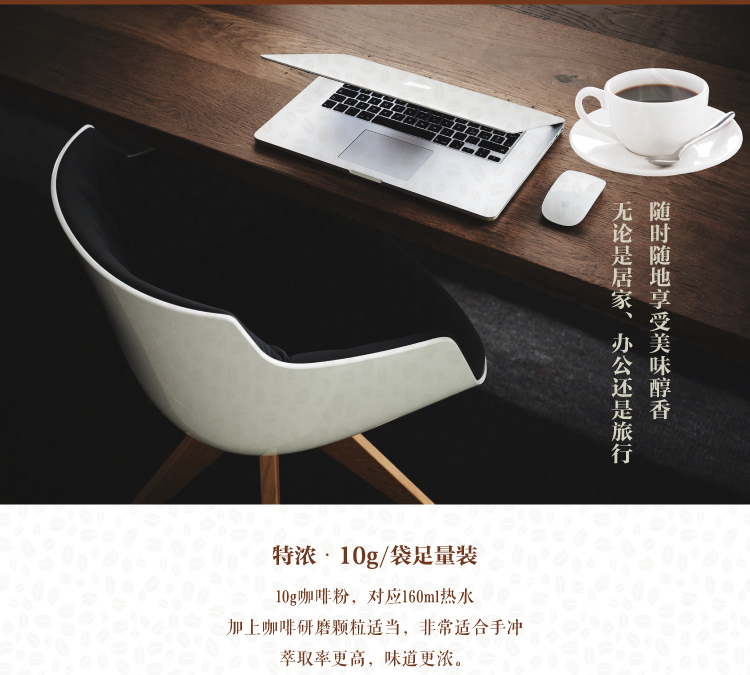 随时随地享受美味醇香
无论是居家、办公还是旅行
特浓 · 10g/袋足量装
10g咖啡粉，对应160ml热水
加上咖啡研磨颗粒适当，非常适合手冲
萃取率更高，味道更浓。